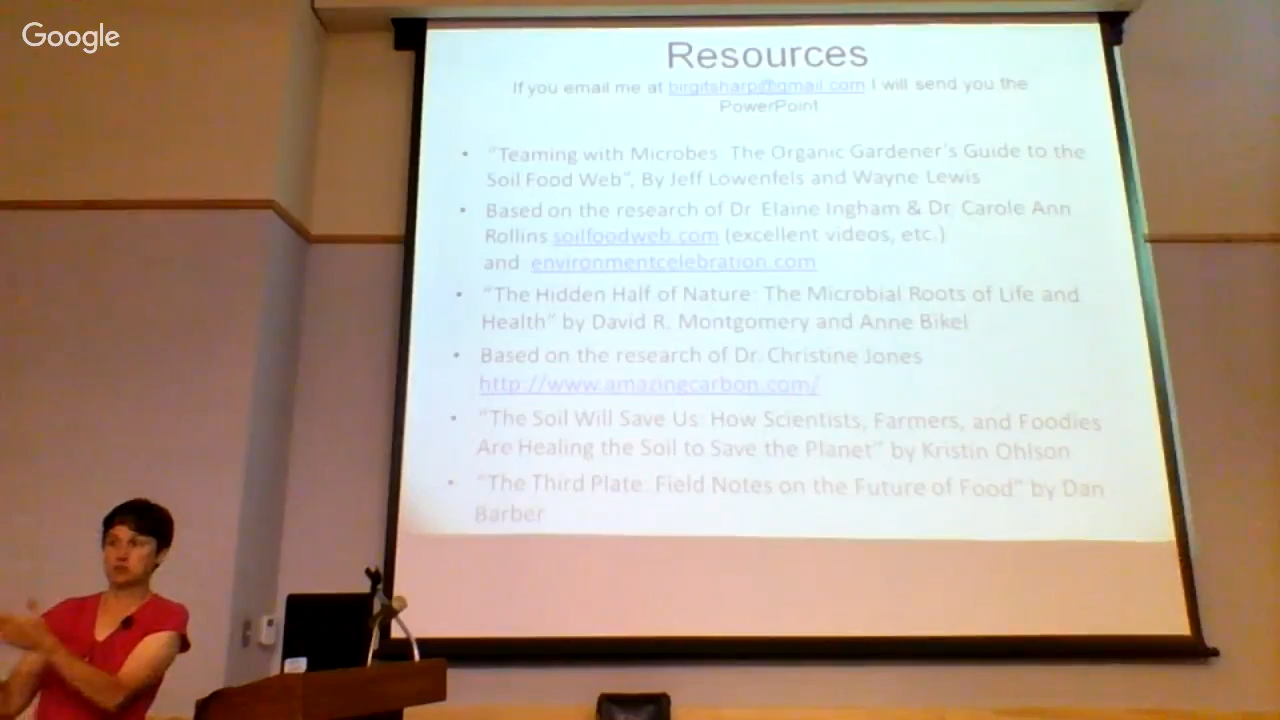 Google
Resources
If you email me at birgitsharp@gmail.com I will send you the
PowerPoint
• "Teaming with Microbes: The Organic Gardener's Guide to the
Soil Food Web", By Jeff Lowenfels and Wayne Lewis
• Based on the research of Dr. Elaine Ingham & Dr. Carole Ann
Rollins soilfoodweb.com (excellent videos, etc.)
and environmentcelebration.com
• "The Hidden Half of Nature: The Microbial Roots of Life and
Health" by David R. Montgomery and Anne Bikel
• Based on the research of Dr. Christine Jones
http://www.amazingcarbon.com/
• "The Soil Will Save Us: How Scientists, Farmers, and Foodies
Are Healing the Soil to Save the Planet" by Kristin Ohlson
• "The Third Plate: Field Notes on the Future of Food" by Dan
Barber